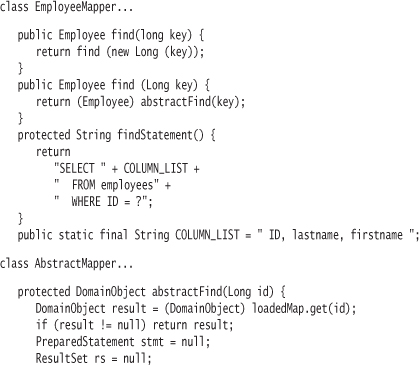 class EmployeeMapper...
public Employee find(long key) {
return find (new Long (key));
}
public Employee find (Long key) {
return (Employee) abstractFind(key);
}
protected String findStatement() {
return
"SELECT " + COLUMN_LIST +
"  FROM employees" +
"  WHERE ID = ?";
}
public static final String COLUMN_LIST = " ID, lastname, firstname ";
class AbstractMapper...
protected DomainObject abstractFind(Long id) {
DomainObject result = (DomainObject) loadedMap.get(id);
if (result != null) return result;
PreparedStatement stmt = null;
ResultSet rs = null;